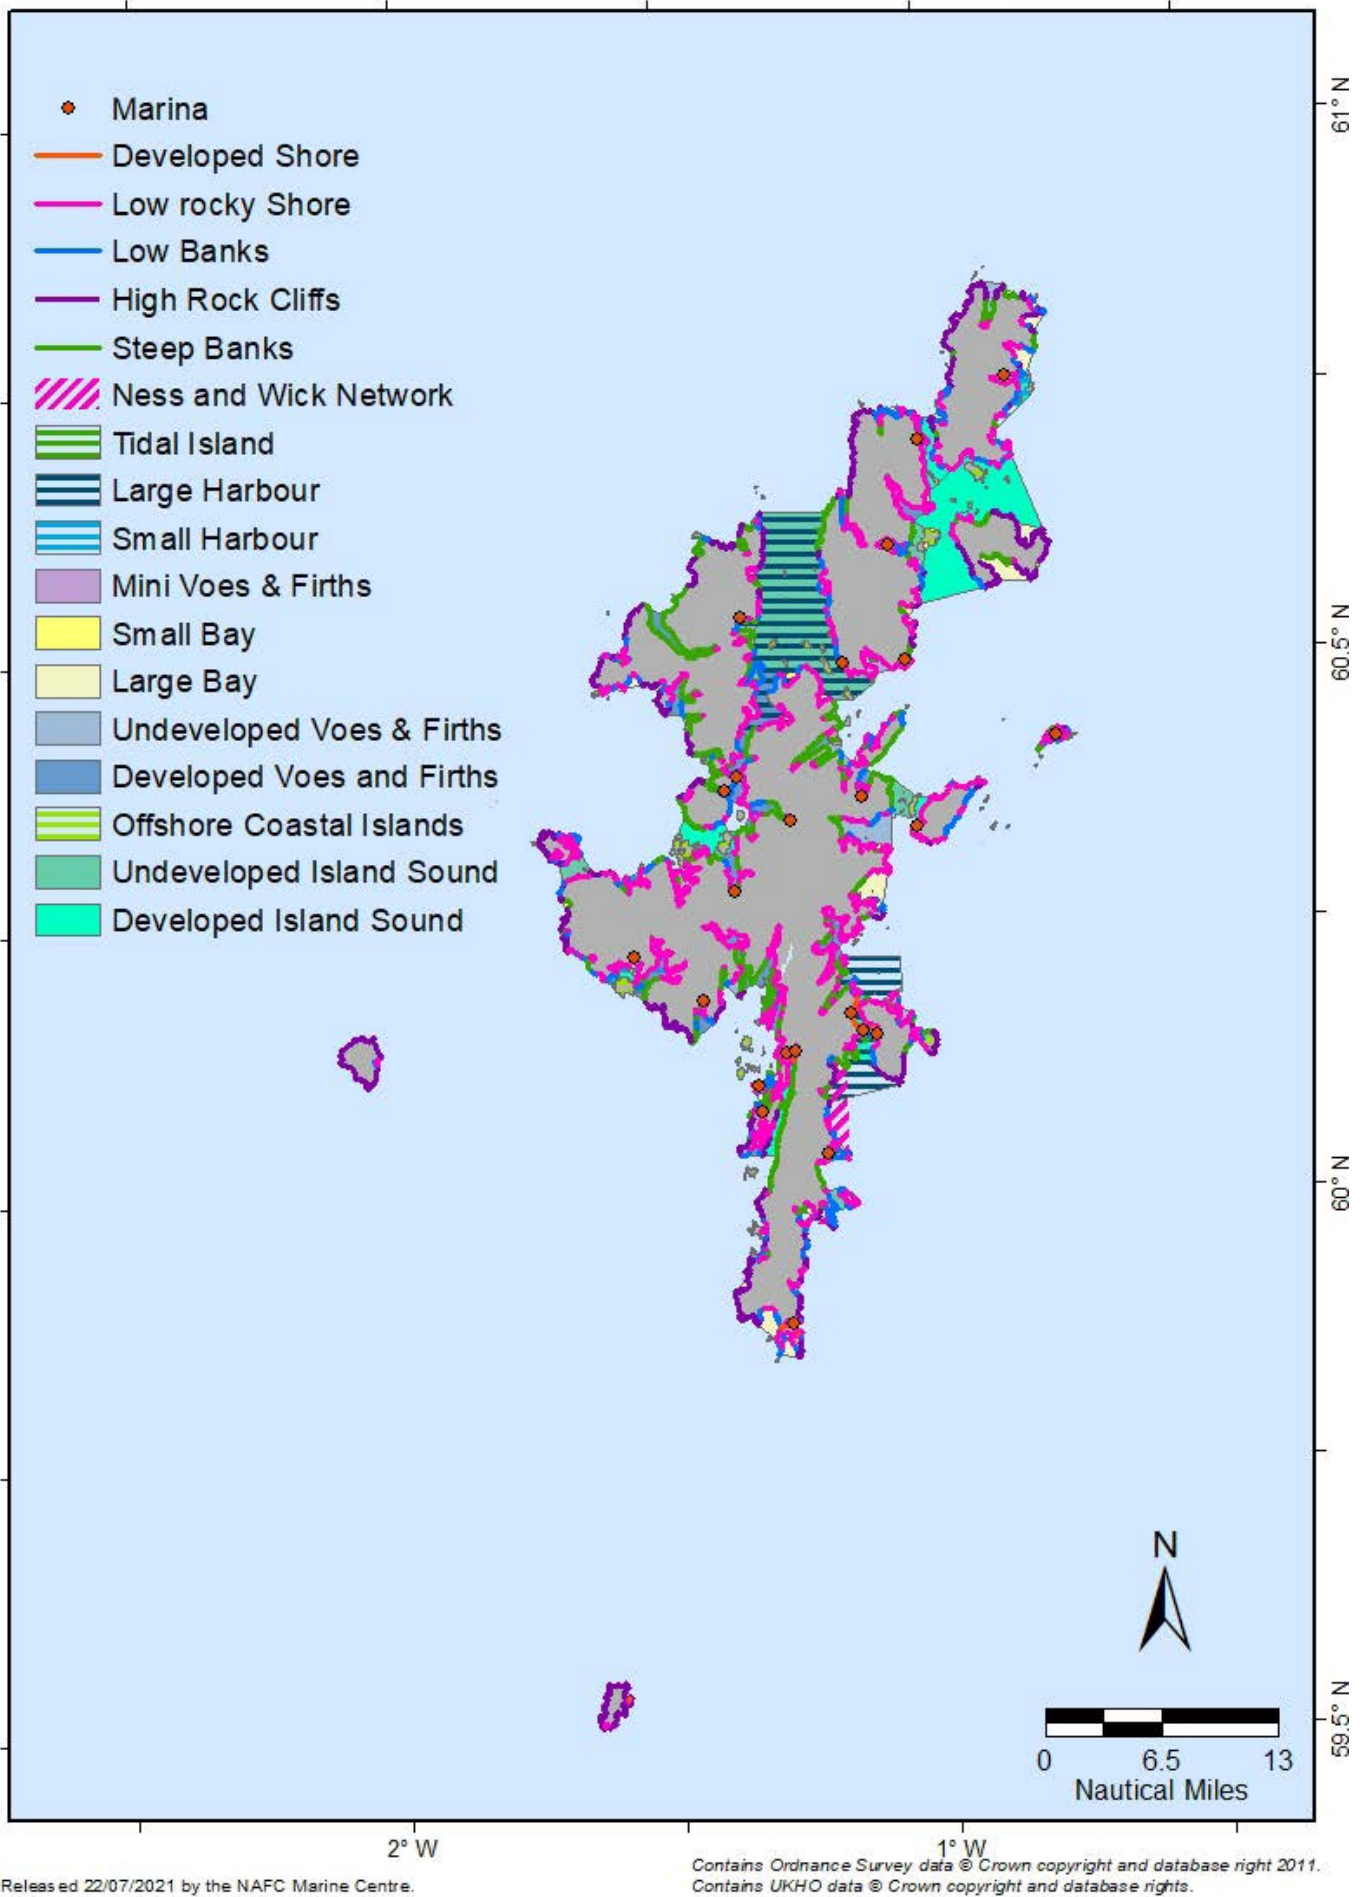 Marina
Developed Shore
Low rocky Shore
Low Banks
High Rock Cliffs
Steep Banks
Ness and Wick Network
Tidal Island
Large Harbour
Small Harbour
Mini Voes & Firths
Small Bay
Large Bay
Undeveloped Voes & Firths
Developed Voes and Firths
Offshore Coastal Islands
Undeveloped Island Sound
Developed Island Sound
61° N
60.5° N
60° N
59.5° N
N
0 6.5 13
Nautical Miles
2° W 1° W
Contains Ordnance Survey data © Crown copyright and database right 2011.
Released 22/07/2021 by the NAFC Marine Centre. Contains UKHO data © Crown copyright and database rights.